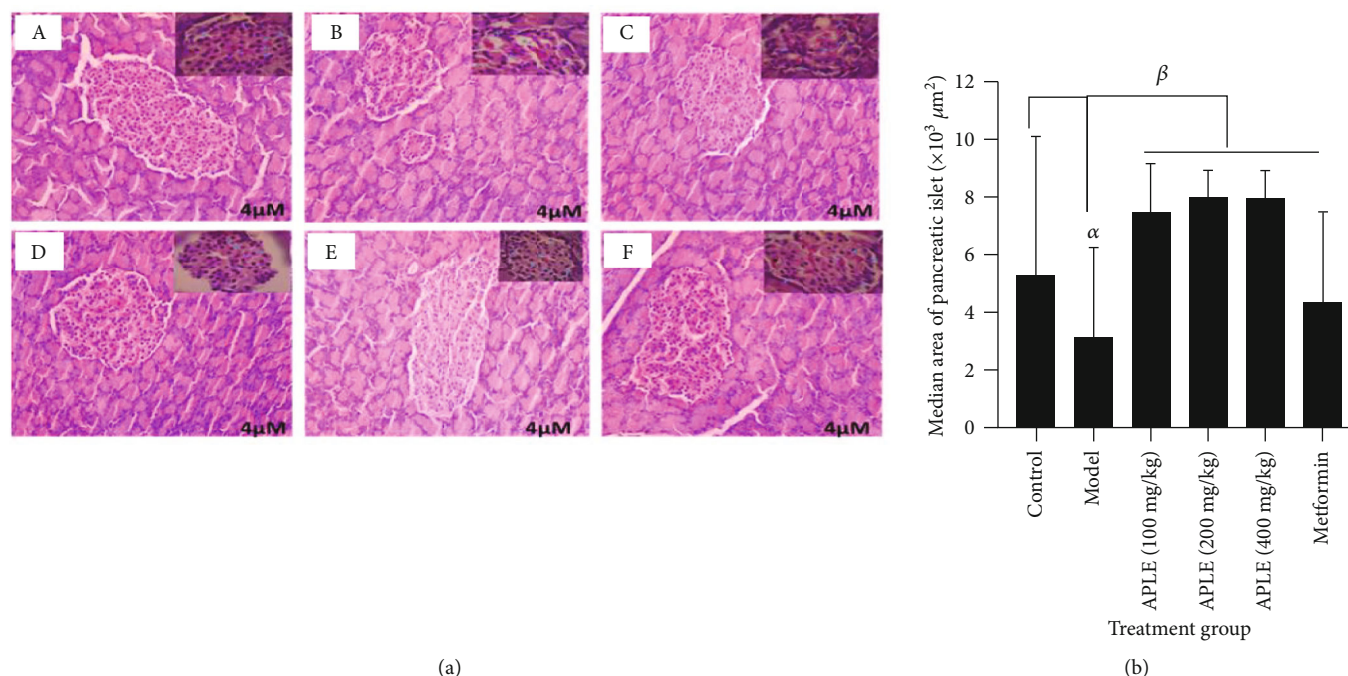 A
B
C
4μM
4μM
4μM
D
E
F
4μM
4μM
4μM
(a)
Median area of pancreatic islet (×10³ μm²)
12
10
8
6
4
2
0
β
α
Control
Model
APLE (100 mg/kg)
APLE (200 mg/kg)
APLE (400 mg/kg)
Metformin
Treatment group
(b)